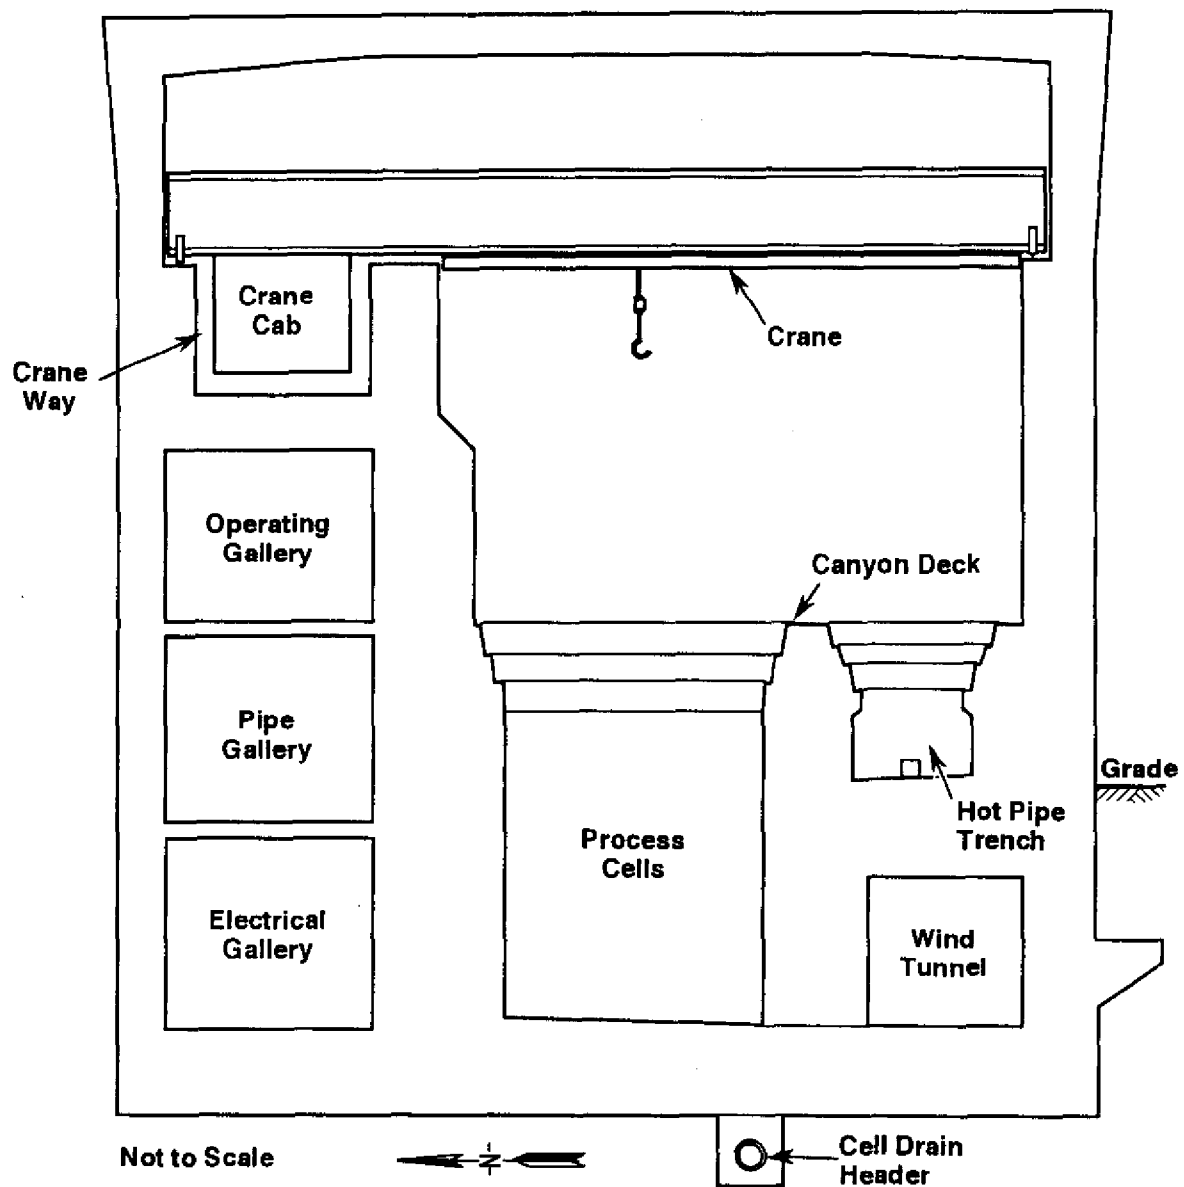 Crane
Cab
Crane
Crane
Way
Operating
Gallery
Canyon Deck
Pipe
Gallery
Grade
Hot Pipe
Trench
Process
Cells
Electrical
Gallery
Wind
Tunnel
Not to Scale
N
Cell Drain
Header